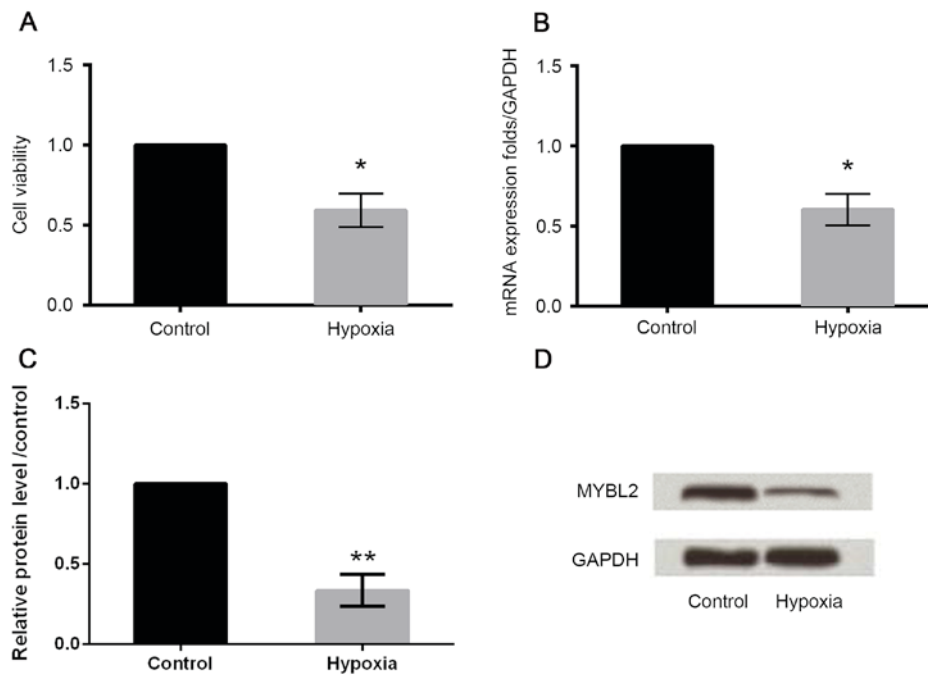 A
Cell viability
1.5
1.0
0.5
0.0
*
Control
Hypoxia
B
mRNA expression folds/GAPDH
1.5
1.0
0.5
0.0
*
Control
Hypoxia
C
Relative protein level /control
1.5
1.0
0.5
0.0
**
Control
Hypoxia
D
MYBL2
GAPDH
Control
Hypoxia